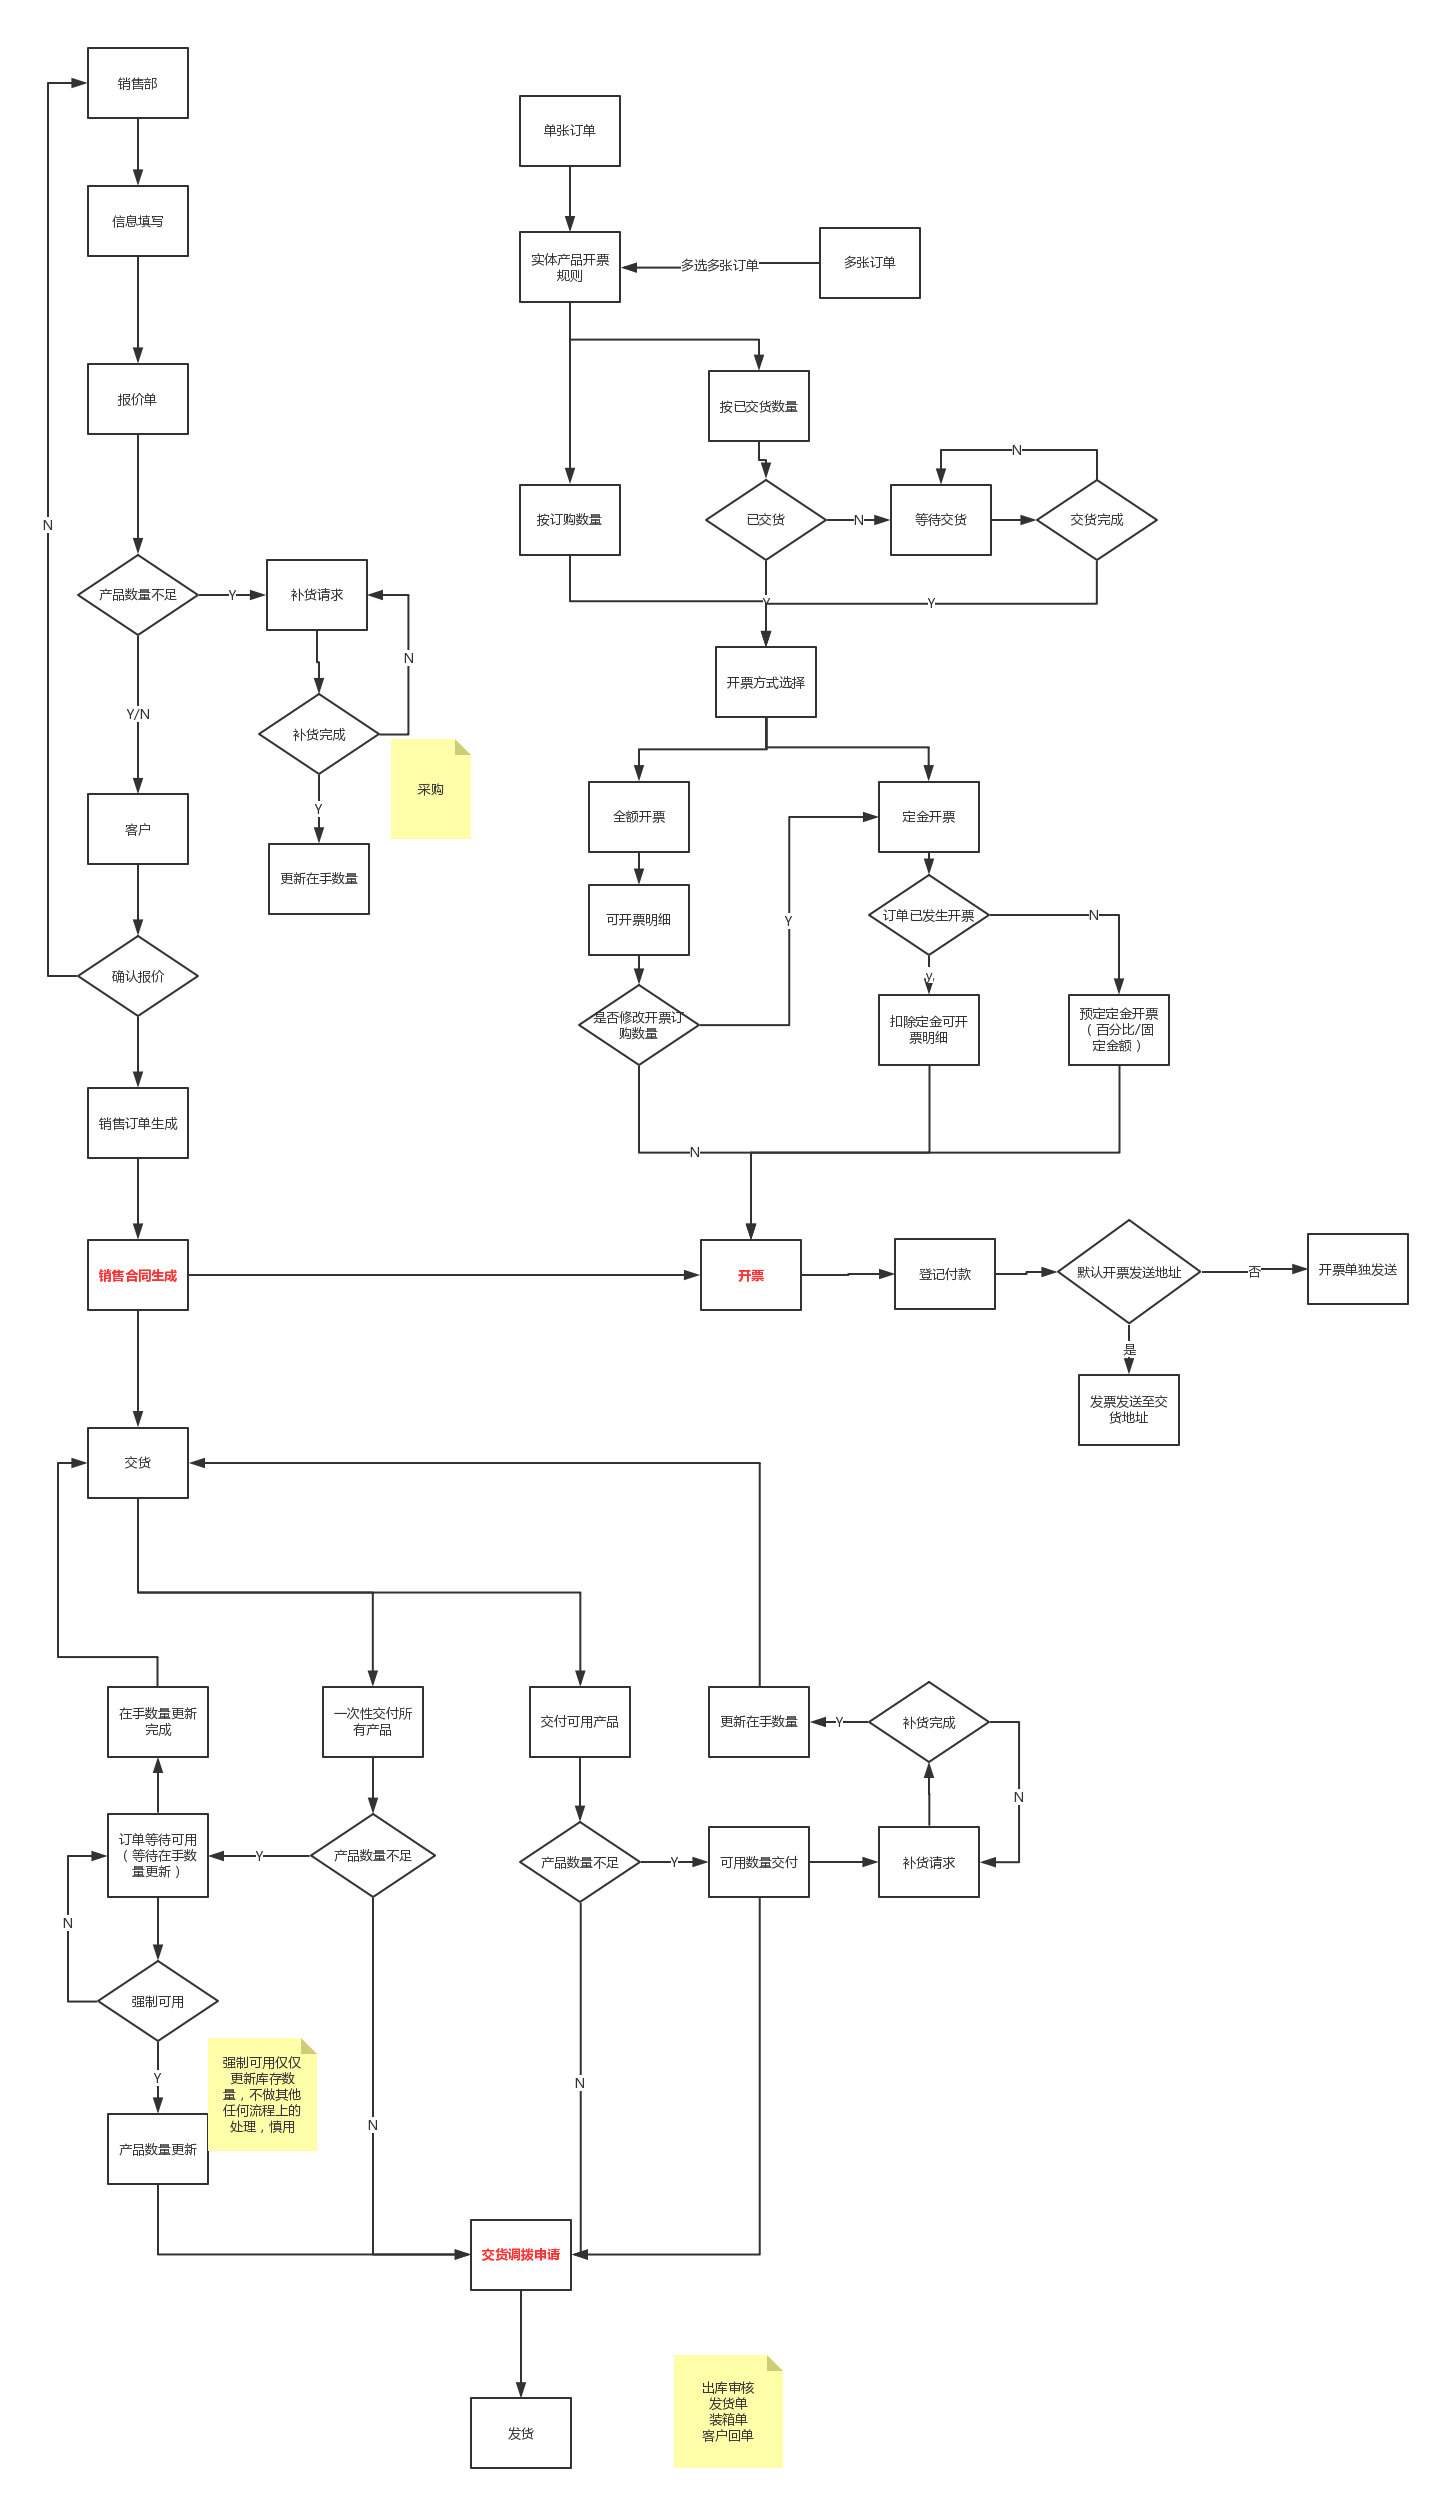 销售部
信息填写
报价单
产品数量不足
Y
补货请求
N
Y/N
补货完成
采购
Y
更新在手数量
客户
确认报价
N
销售订单生成
销售合同生成
单张订单
实体产品开票
规则
多选多张订单
多张订单
按已交货数量
按订购数量
已交货
N
等待交货
N
交货完成
Y
Y
开票方式选择
全额开票
定金开票
可开票明细
Y
订单已发生开票
N
是否修改开票订
购数量
y,
扣除定金可开
票明细
预定定金开票
（百分比/固
定金额）
N
开票
登记付款
默认开票发送地址
否
开票单独发送
是
发票发送至交
货地址
交货
在手数量更新
完成
一次性交付所
有产品
交付可用产品
更新在手数量
Y
补货完成
N
订单等待可用
（等待在手数
量更新）
Y
产品数量不足
产品数量不足
Y
可用数量交付
补货请求
N
强制可用
Y
强制可用仅仅
更新库存数
量，不做其他
任何流程上的
处理，慎用
N
N
产品数量更新
交货调拨申请
发货
出库审核
发货单
装箱单
客户回单